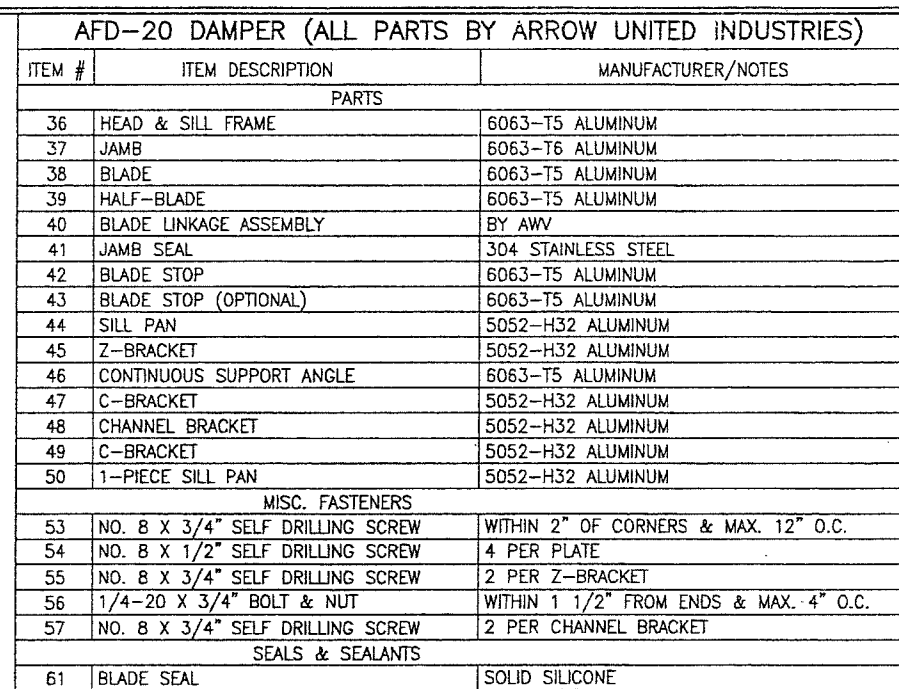 AFD-20 DAMPER (ALL PARTS BY ARROW UNITED INDUSTRIES)
ITEM # ITEM DESCRIPTION MANUFACTURER/NOTES
PARTS
36 HEAD & SILL FRAME 6063-T5 ALUMINUM
37 JAMB 6063-T6 ALUMINUM
38 BLADE 6063-T5 ALUMINUM
39 HALF-BLADE 6063-T5 ALUMINUM
40 BLADE LINKAGE ASSEMBLY BY AWV
41 JAMB SEAL 304 STAINLESS STEEL
42 BLADE STOP 6063-T5 ALUMINUM
43 BLADE STOP (OPTIONAL) 6063-T5 ALUMINUM
44 SILL PAN 5052-H32 ALUMINUM
45 Z-BRACKET 5052-H32 ALUMINUM
46 CONTINUOUS SUPPORT ANGLE 6063-T5 ALUMINUM
47 C-BRACKET 5052-H32 ALUMINUM
48 CHANNEL BRACKET 5052-H32 ALUMINUM
49 C-BRACKET 5052-H32 ALUMINUM
50 1-PIECE SILL PAN 5052-H32 ALUMINUM
MISC. FASTENERS
53 NO. 8 X 3/4" SELF DRILLING SCREW WITHIN 2" OF CORNERS & MAX. 12" O.C.
54 NO. 8 X 1/2" SELF DRILLING SCREW 4 PER PLATE
55 NO. 8 X 3/4" SELF DRILLING SCREW 2 PER Z-BRACKET
56 1/4-20 X 3/4" BOLT & NUT WITHIN 1 1/2" FROM ENDS & MAX. 4" O.C.
57 NO. 8 X 3/4" SELF DRILLING SCREW 2 PER CHANNEL BRACKET
SEALS & SEALANTS
61 BLADE SEAL SOLID SILICONE